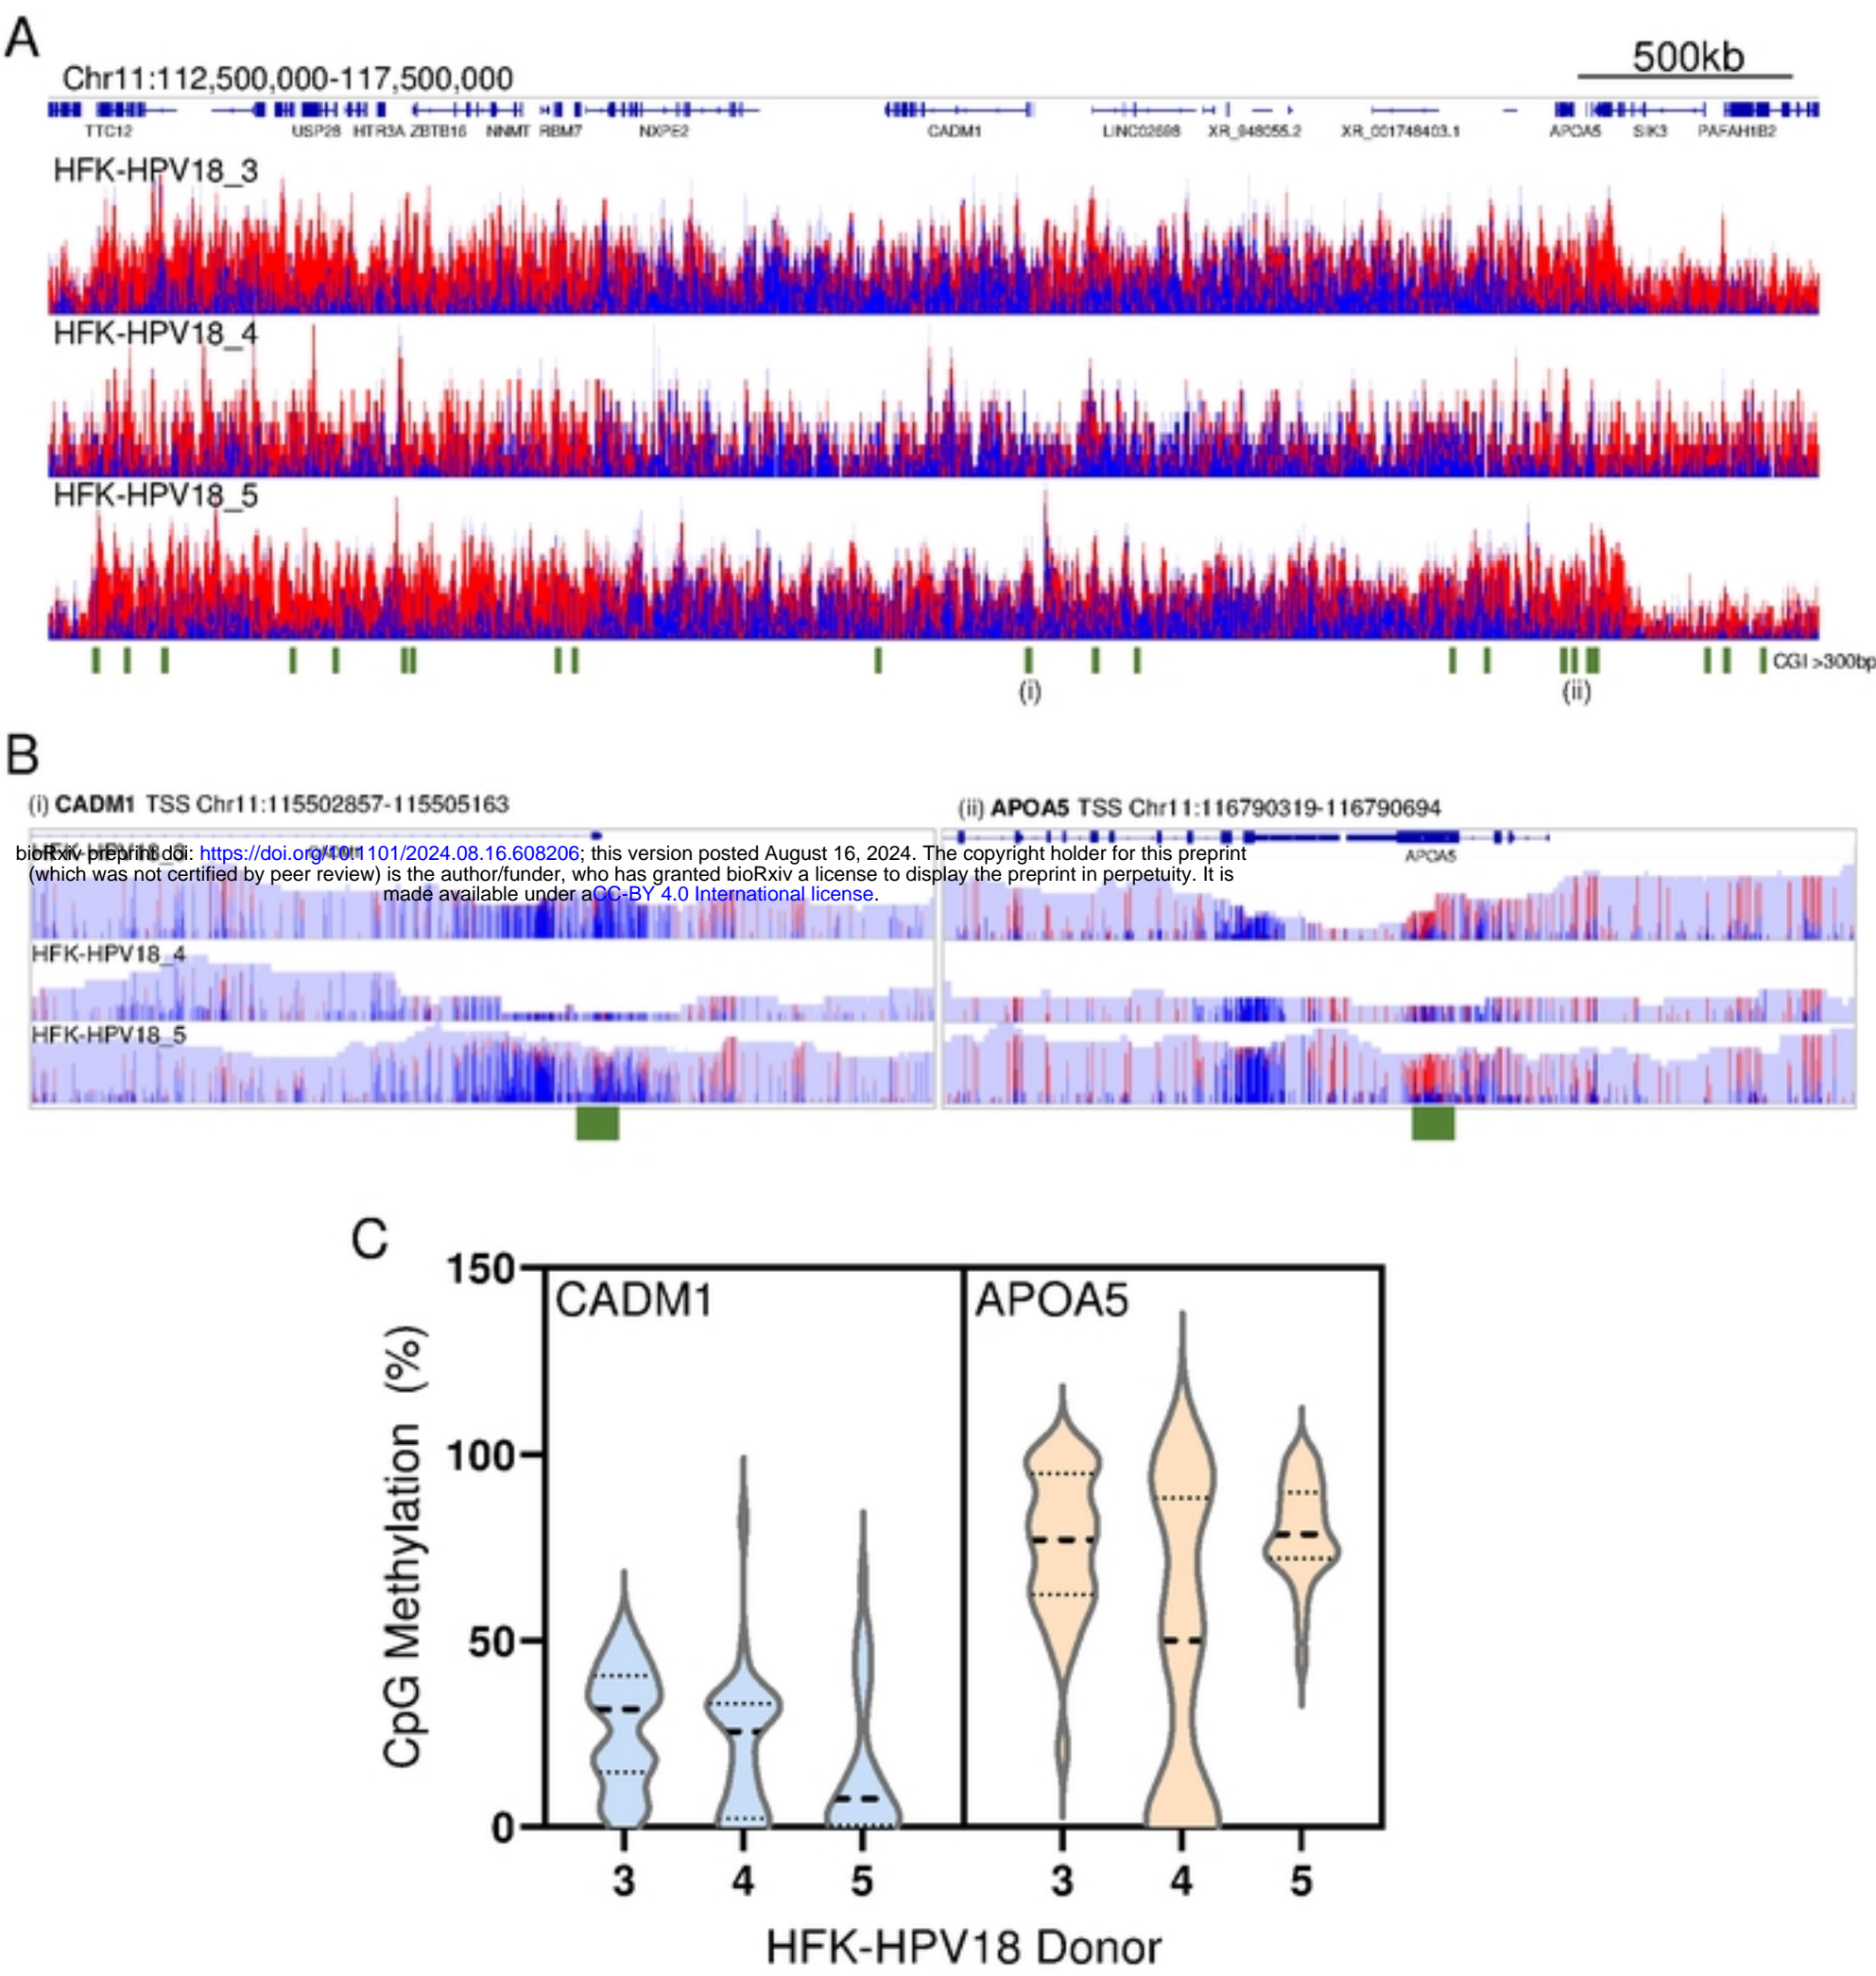 A
500kb
Chr11:112,500,000-117,500,000
TTC12 USP28 HTR3A ZBTB16 NNMT RBM7 NXPE2 CADM1 LINC02698 XR_948055.2 XR_001748403.1 APOA5 SIK3 PAFAH1B2
HFK-HPV18_3
HFK-HPV18_4
HFK-HPV18_5
CGI >300bp
(i) (ii)
B
(i) CADM1 TSS Chr11:115502857-115505163
(ii) APOA5 TSS Chr11:116790319-116790694
HFK-HPV18_3
APOA5
bioRxiv preprint doi: https://doi.org/10.1101/2024.08.16.608206; this version posted August 16, 2024. The copyright holder for this preprint
(which was not certified by peer review) is the author/funder, who has granted bioRxiv a license to display the preprint in perpetuity. It is
made available under aCC-BY 4.0 International license.
HFK-HPV18_4
HFK-HPV18_5
C
150
CADM1 APOA5
100
50
0
CpG Methylation (%)
3 4 5 3 4 5
HFK-HPV18 Donor